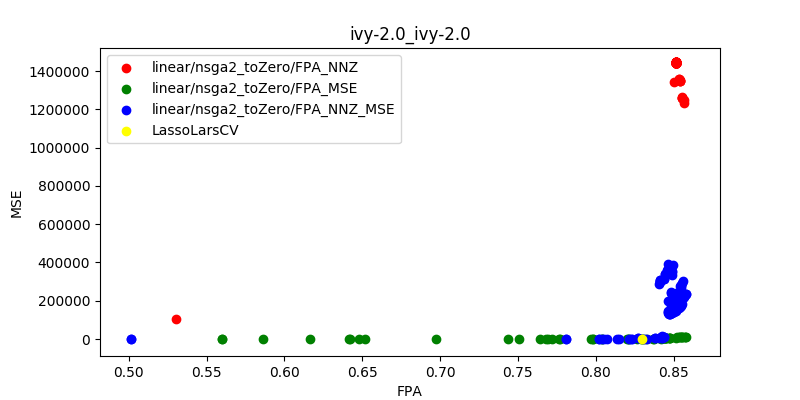 ivy-2.0_ivy-2.0
linear/nsga2_toZero/FPA_NNZ
linear/nsga2_toZero/FPA_MSE
linear/nsga2_toZero/FPA_NNZ_MSE
LassoLarsCV
MSE
1400000
1200000
1000000
800000
600000
400000
200000
0
0.50 0.55 0.60 0.65 0.70 0.75 0.80 0.85
FPA